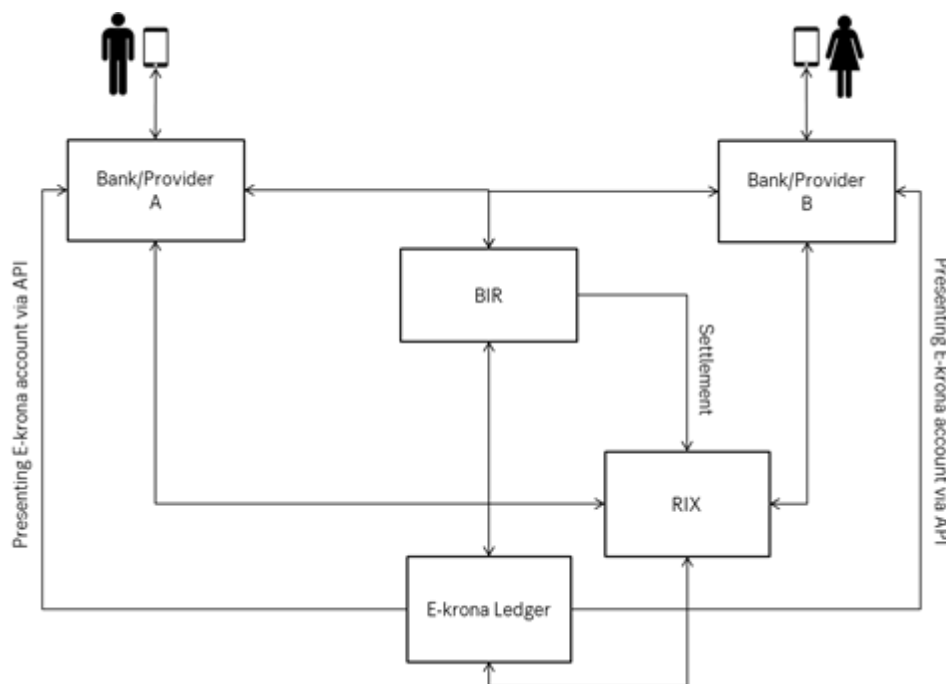 Bank/Provider
A
Bank/Provider
B
BIR
Settlement
Presenting E-krona account via API
Presenting E-krona account via API
RIX
E-krona Ledger